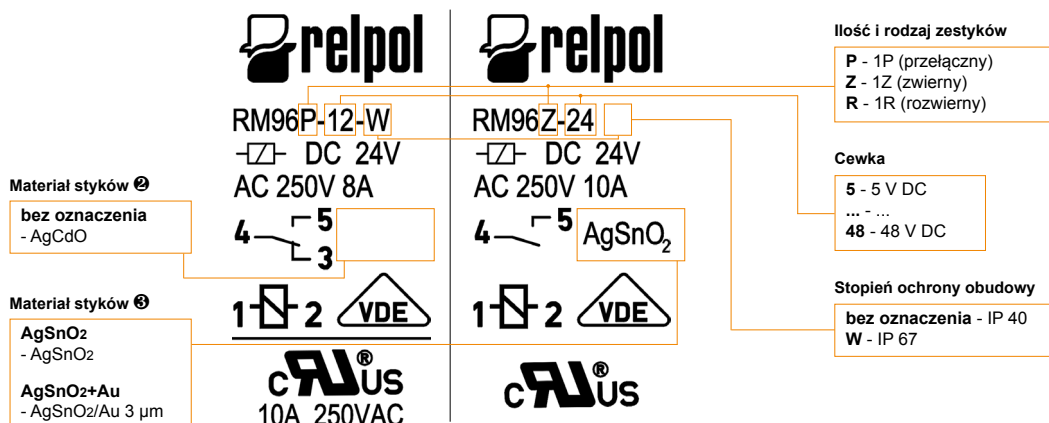 relpol
RM96P-12-W
DC 24V
AC 250V 8A
4 5
3
1 2 VDE
c RU ® US
10A 250VAC
relpol
RM96Z-24
DC 24V
AC 250V 10A
4 5 AgSnO2
1 2 VDE
c RU ® US
Materiał styków ❷
bez oznaczenia
- AgCdO
Materiał styków ❸
AgSnO2
- AgSnO2
AgSnO2+Au
- AgSnO2/Au 3 µm
Ilość i rodzaj zestyków
P - 1P (przełączny)
Z - 1Z (zwierny)
R - 1R (rozwierny)
Cewka
5 - 5 V DC
... - ...
48 - 48 V DC
Stopień ochrony obudowy
bez oznaczenia - IP 40
W - IP 67